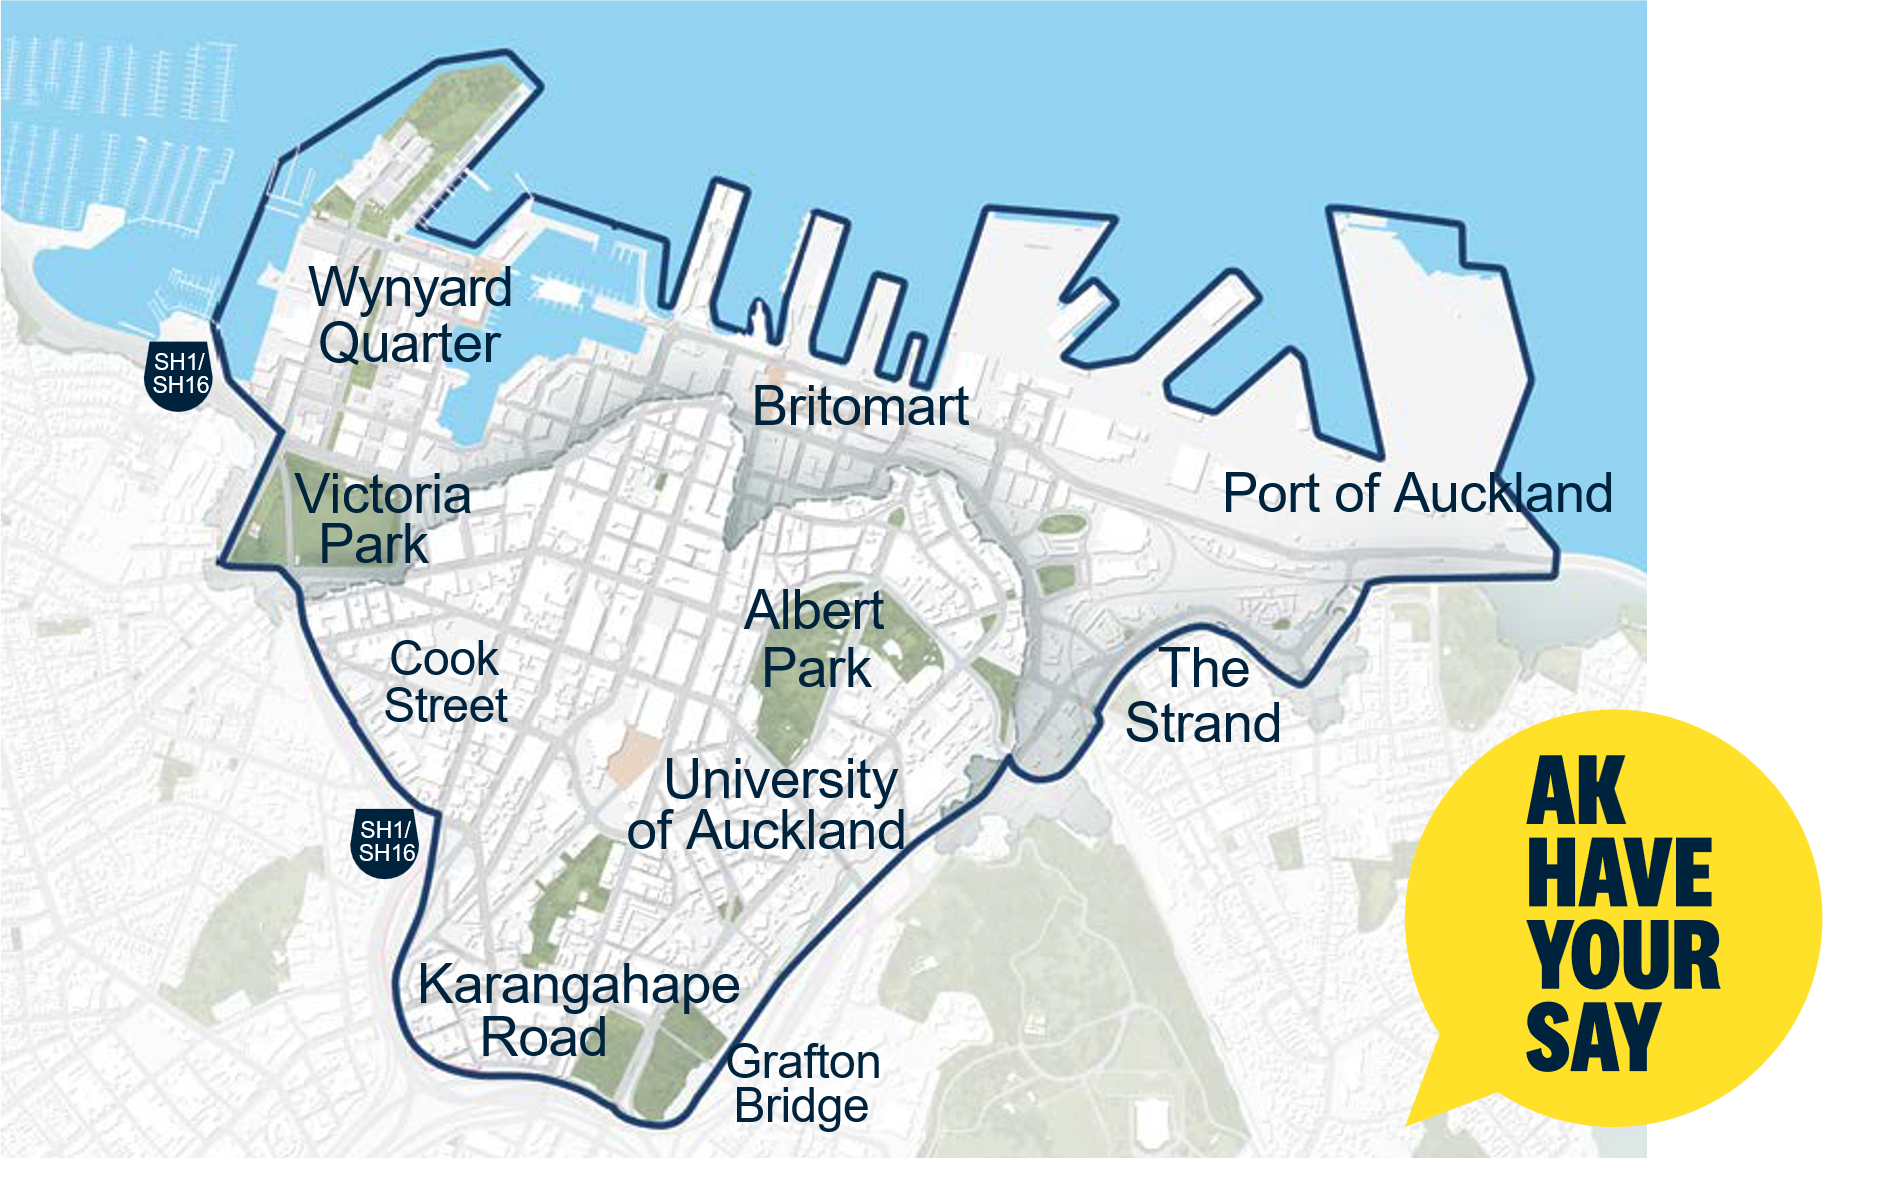 Wynyard
Quarter
SH1/
SH16
Britomart
Victoria
Park
Port of Auckland
Albert
Park
Cook
Street
The
Strand
University
of Auckland
SH1/
SH16
Karangahape
Road
Grafton
Bridge
AK
HAVE
YOUR
SAY